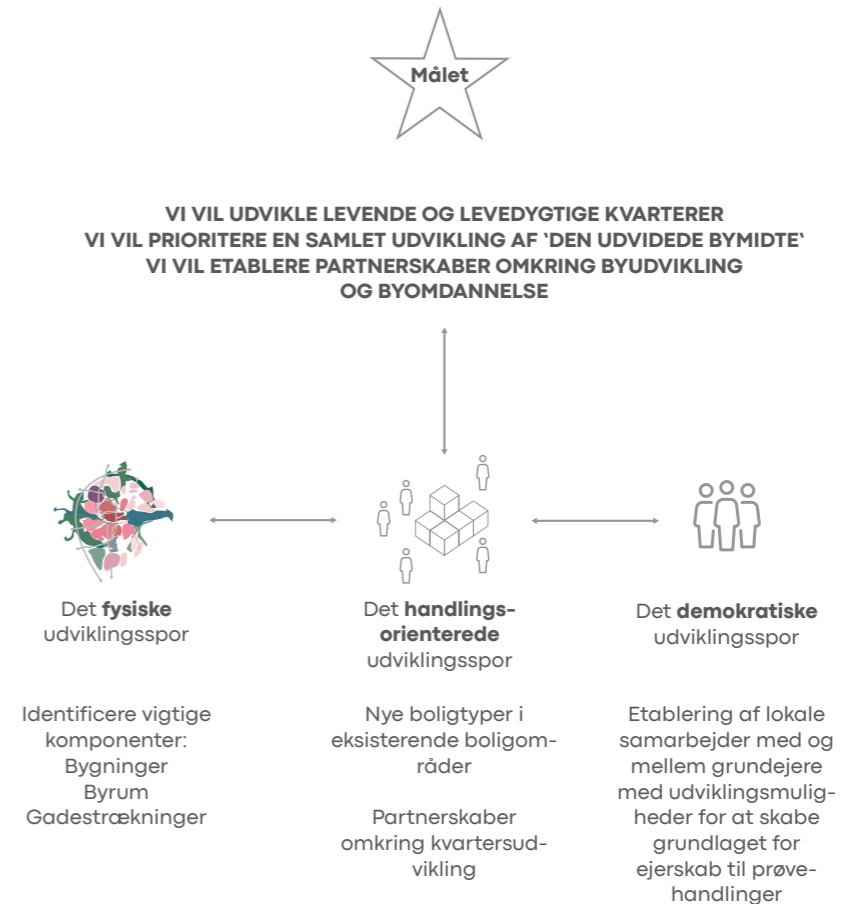 Målet
VI VIL UDVIKLE LEVENDE OG LEVEDYGTIGE KVARTERER
VI VIL PRIORITERE EN SAMLET UDVIKLING AF ‘DEN UDVIDEDE BYMIDTE‘
VI VIL ETABLERE PARTNERSKABER OMKRING BYUDVIKLING
OG BYOMDANNELSE
Det fysiske
udviklingsspor
Identificere vigtige
komponenter:
Bygninger
Byrum
Gadestrækninger
Det handlings-
orienterede
udviklingsspor
Nye boligtyper i
eksisterende boligom-
råder
Partnerskaber
omkring kvartersud-
vikling
Det demokratiske
udviklingsspor
Etablering af lokale
samarbejder med og
mellem grundejere
med udviklingsmulig-
heder for at skabe
grundlaget for
ejerskab til prøve-
handlinger